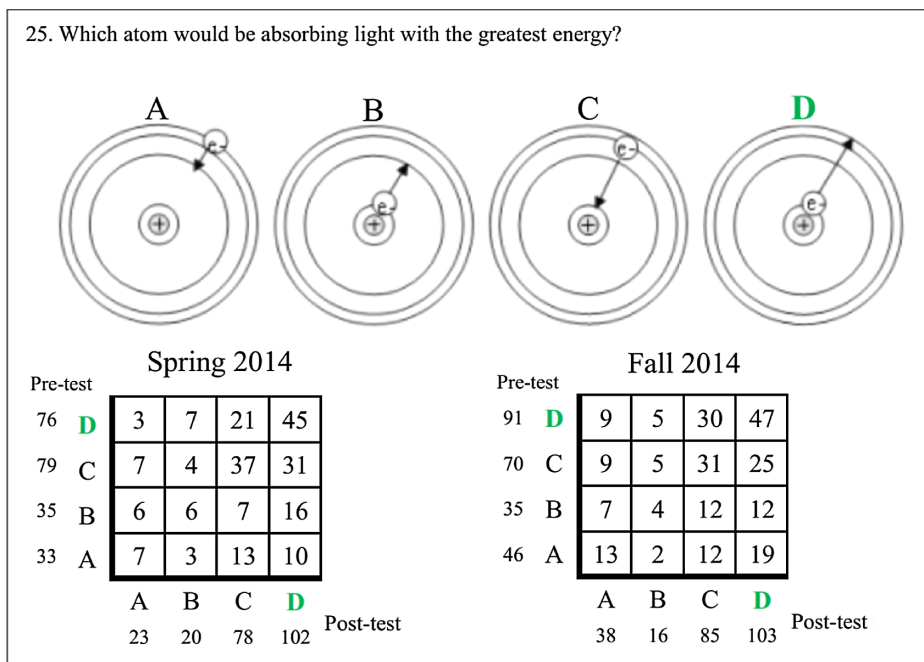 25. Which atom would be absorbing light with the greatest energy?
A B C D
e- e- e- e-
+ + + +
Spring 2014 Fall 2014
Pre-test Pre-test
76 D 3 7 21 45 91 D 9 5 30 47
79 C 7 4 37 31 70 C 9 5 31 25
35 B 6 6 7 16 35 B 7 4 12 12
33 A 7 3 13 10 46 A 13 2 12 19
A B C D A B C D
23 20 78 102 Post-test 38 16 85 103 Post-test